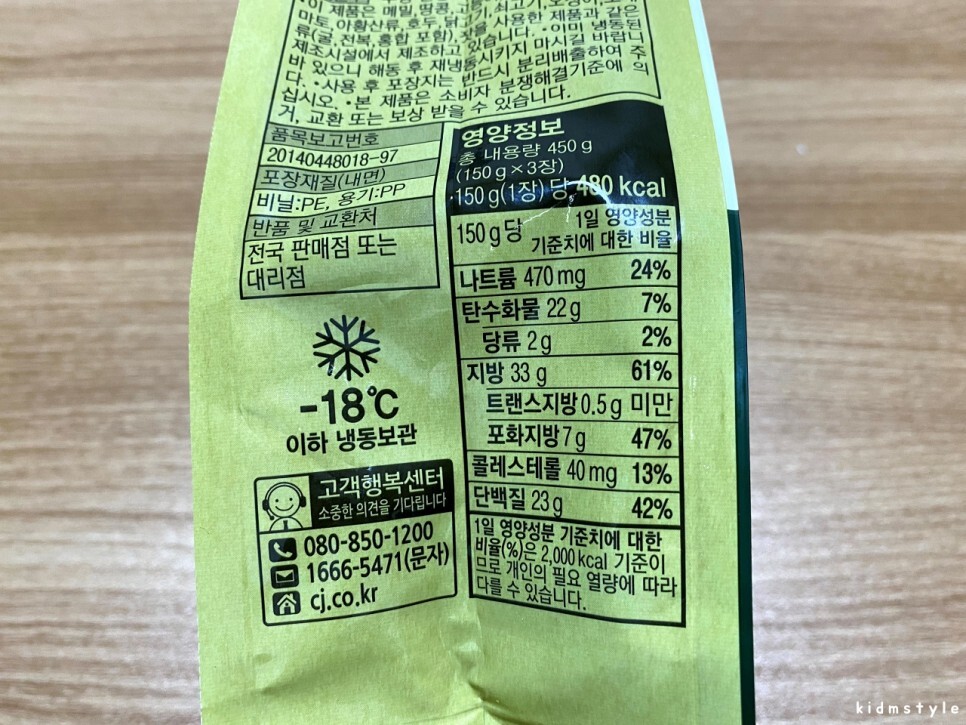 •이 제품은 메밀, 땅콩, 고등어, 쇠고기, 오징어, 토
마토, 아황산류, 호두, 닭고기, 잣을 사용한 제품과 같은
류(굴, 전복, 홍합 포함), 제조시설에서 제조하고 있습니다. •이미 냉동된
바 있으니 해동 후 재냉동시키지 마시길 바랍니
다. •사용 후 포장지는 반드시 분리배출하여 주
십시오. •본 제품은 소비자 분쟁해결기준에 의
거, 교환 또는 보상 받을 수 있습니다.
품목보고번호
20140448018-97
포장재질(내면)
비닐:PE, 용기:PP
반품 및 교환처
전국 판매점 또는
대리점
-18℃
이하 냉동보관
고객행복센터
소중한 의견을 기다립니다
080-850-1200
1666-5471(문자)
cj.co.kr
영양정보
총 내용량 450 g
(150 g×3장)
150 g(1장) 당 480 kcal
150 g당 1일 영양성분
기준치에 대한 비율
나트륨 470 mg 24%
탄수화물 22 g 7%
당류 2 g 2%
지방 33 g 61%
트랜스지방 0.5 g 미만
포화지방 7 g 47%
콜레스테롤 40 mg 13%
단백질 23 g 42%
1일 영양성분 기준치에 대한
비율(%)은 2,000 kcal 기준이
므로 개인의 필요 열량에 따라
다를 수 있습니다.
kidmstyle